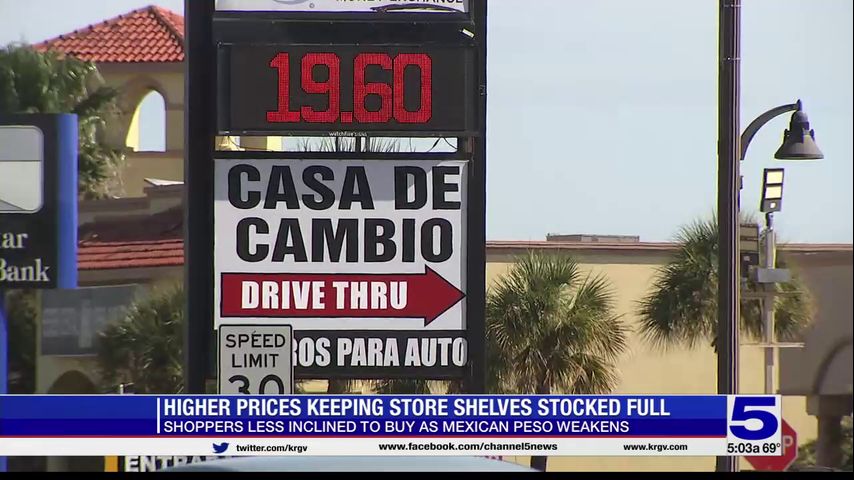 19.60
watchfire signs
CASA DE
CAMBIO
DRIVE THRU
ROS PARA AUTO
SPEED
LIMIT
30
Bank
HIGHER PRICES KEEPING STORE SHELVES STOCKED FULL
SHOPPERS LESS INCLINED TO BUY AS MEXICAN PESO WEAKENS
5
twitter.com/krgv
www.facebook.com/channel5news
www.krgv.com
5:03a 69°